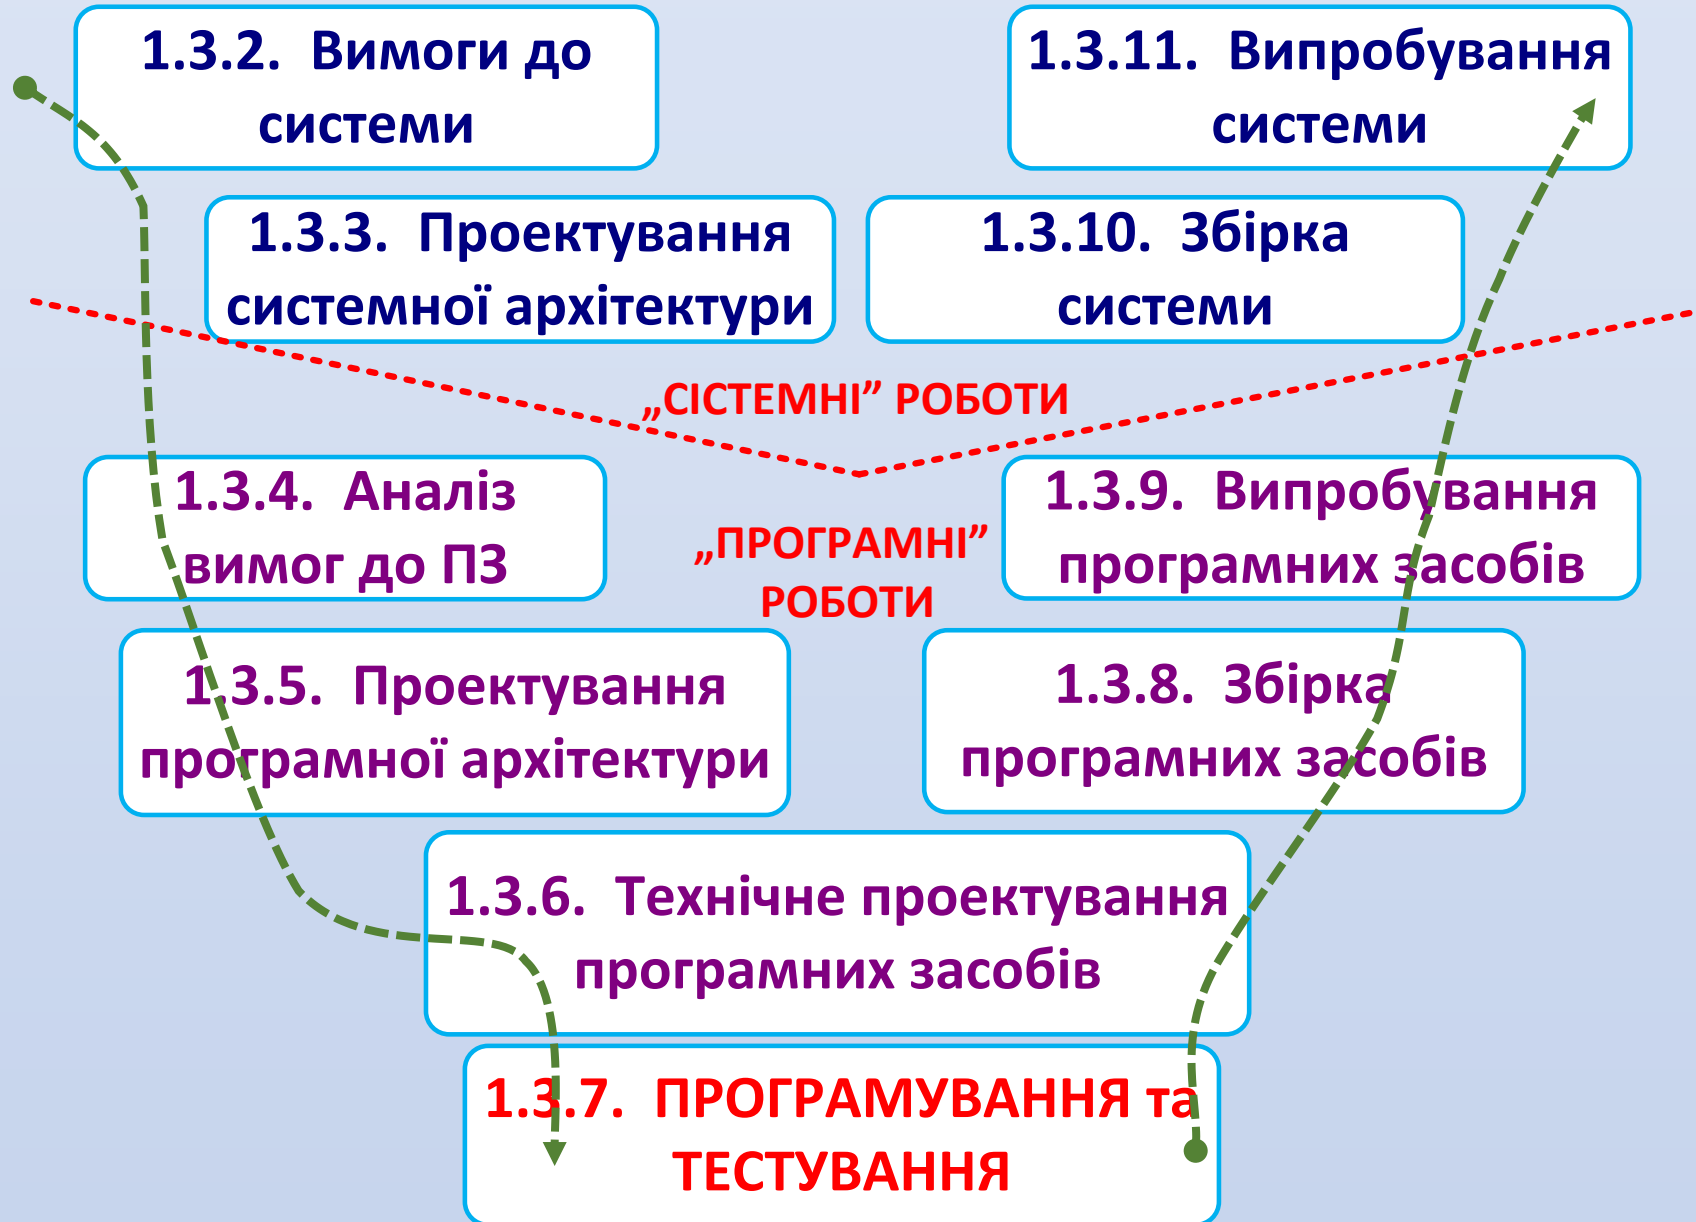 1.3.2. Вимоги до
системи
1.3.11. Випробування
системи
1.3.3. Проектування
системної архітектури
1.3.10. Збірка
системи
„СІСТЕМНІ” РОБОТИ
1.3.4. Аналіз
вимог до ПЗ
„ПРОГРАМНІ”
РОБОТИ
1.3.9. Випробування
програмних засобів
1.3.5. Проектування
програмної архітектури
1.3.8. Збірка
програмних засобів
1.3.6. Технічне проектування
програмних засобів
1.3.7. ПРОГРАМУВАННЯ та
ТЕСТУВАННЯ